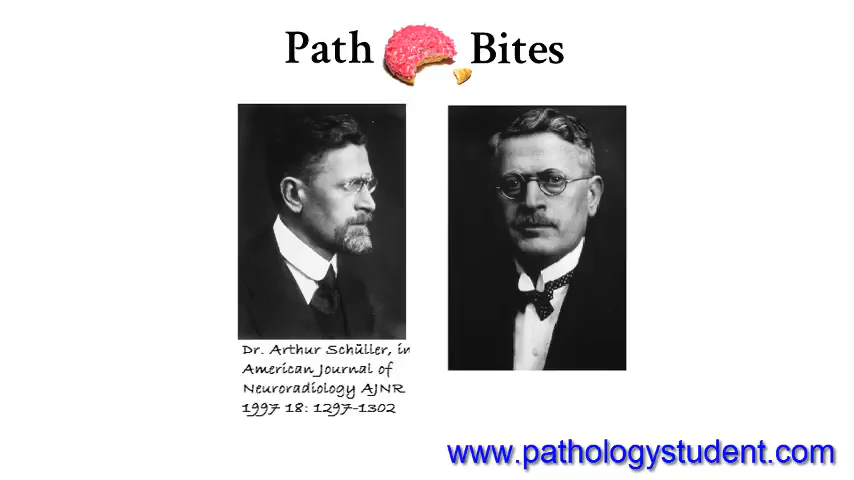 Path Bites
Dr. Arthur Schüller, in
American Journal of
Neuroradiology AJNR
1997 18: 1297-1302
www.pathologystudent.com